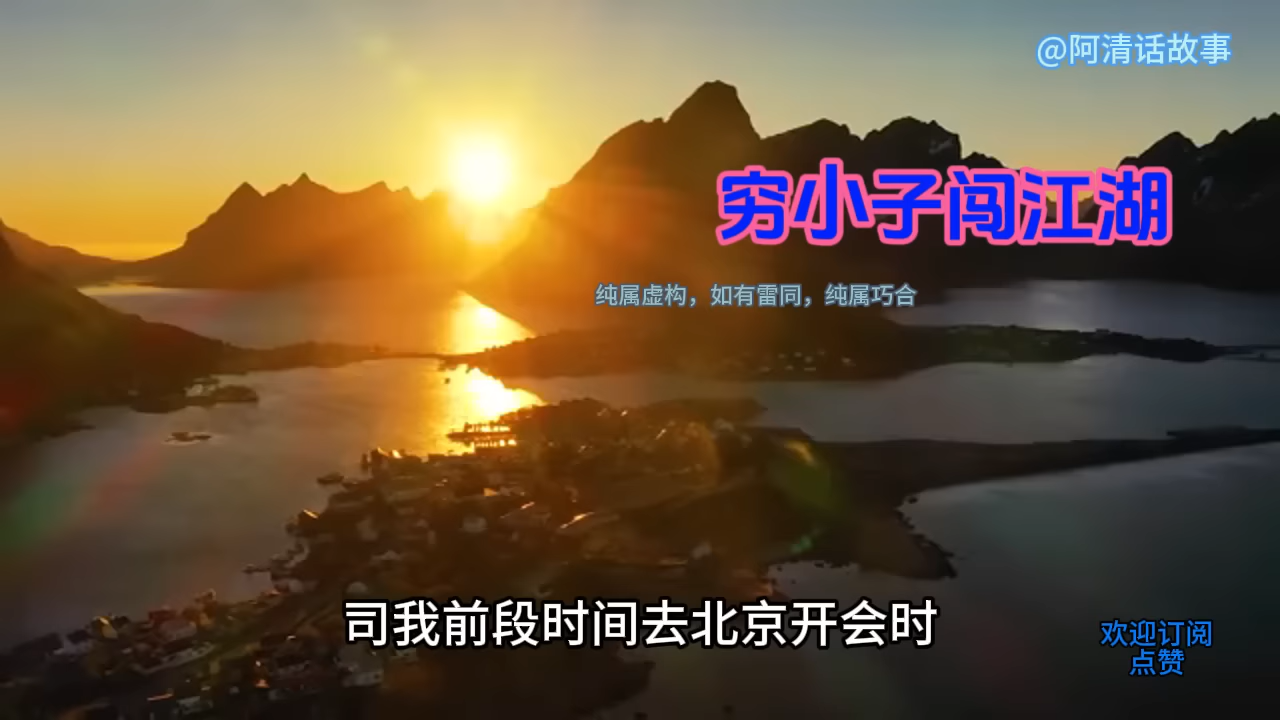 @阿清话故事
穷小子闯江湖
纯属虚构，如有雷同，纯属巧合
司我前段时间去北京开会时
欢迎订阅
点赞